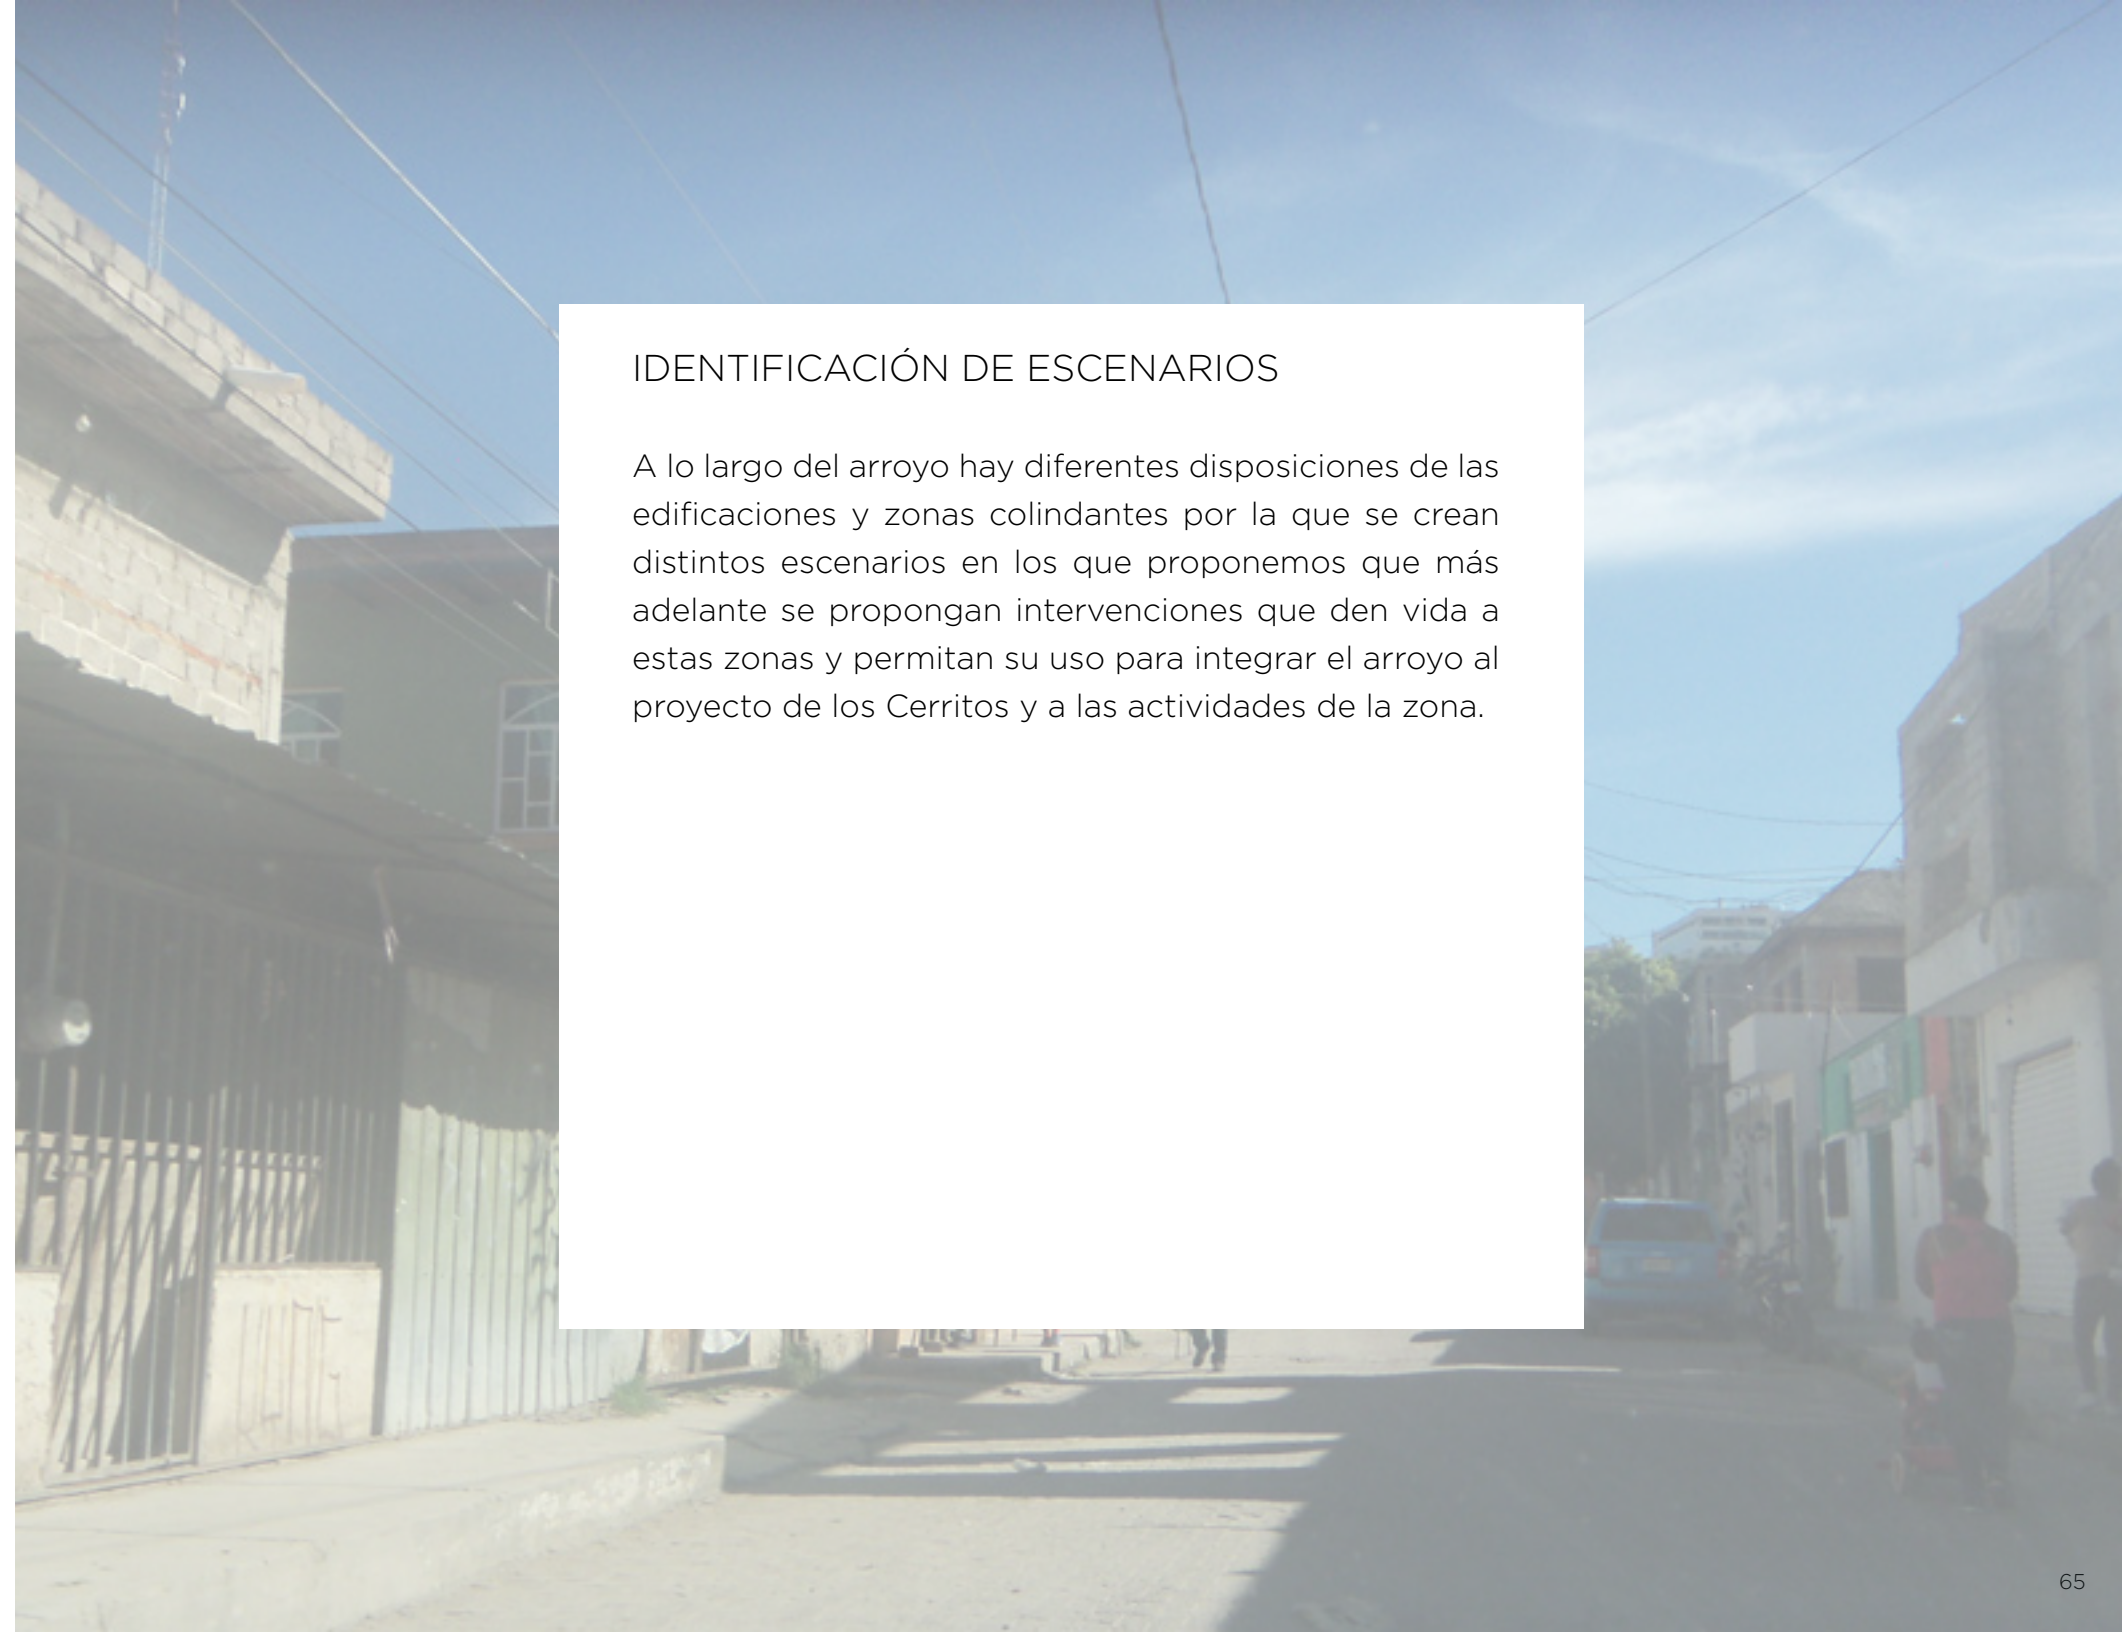 IDENTIFICACIÓN DE ESCENARIOS
A lo largo del arroyo hay diferentes disposiciones de las
edificaciones y zonas colindantes por la que se crean
distintos escenarios en los que proponemos que más
adelante se propongan intervenciones que den vida a
estas zonas y permitan su uso para integrar el arroyo al
proyecto de los Cerritos y a las actividades de la zona.
65